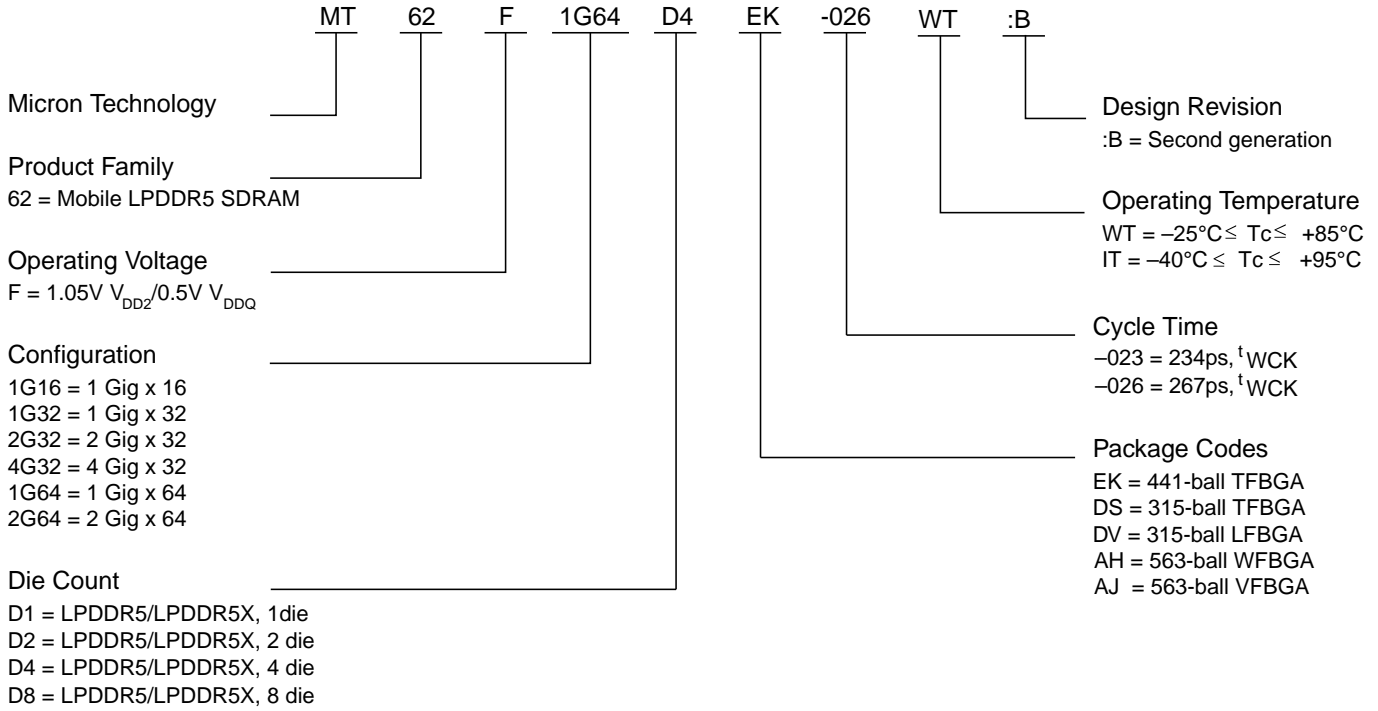 MT 62 F 1G64 D4 EK -026 WT :B
Micron Technology
Product Family
62 = Mobile LPDDR5 SDRAM
Operating Voltage
F = 1.05V VDD2/0.5V VDDQ
Configuration
1G16 = 1 Gig x 16
1G32 = 1 Gig x 32
2G32 = 2 Gig x 32
4G32 = 4 Gig x 32
1G64 = 1 Gig x 64
2G64 = 2 Gig x 64
Die Count
D1 = LPDDR5/LPDDR5X, 1die
D2 = LPDDR5/LPDDR5X, 2 die
D4 = LPDDR5/LPDDR5X, 4 die
D8 = LPDDR5/LPDDR5X, 8 die
Design Revision
:B = Second generation
Operating Temperature
WT = –25°C ≤ Tc ≤ +85°C
IT = –40°C ≤ Tc ≤ +95°C
Cycle Time
–023 = 234ps, tWCK
–026 = 267ps, tWCK
Package Codes
EK = 441-ball TFBGA
DS = 315-ball TFBGA
DV = 315-ball LFBGA
AH = 563-ball WFBGA
AJ = 563-ball VFBGA